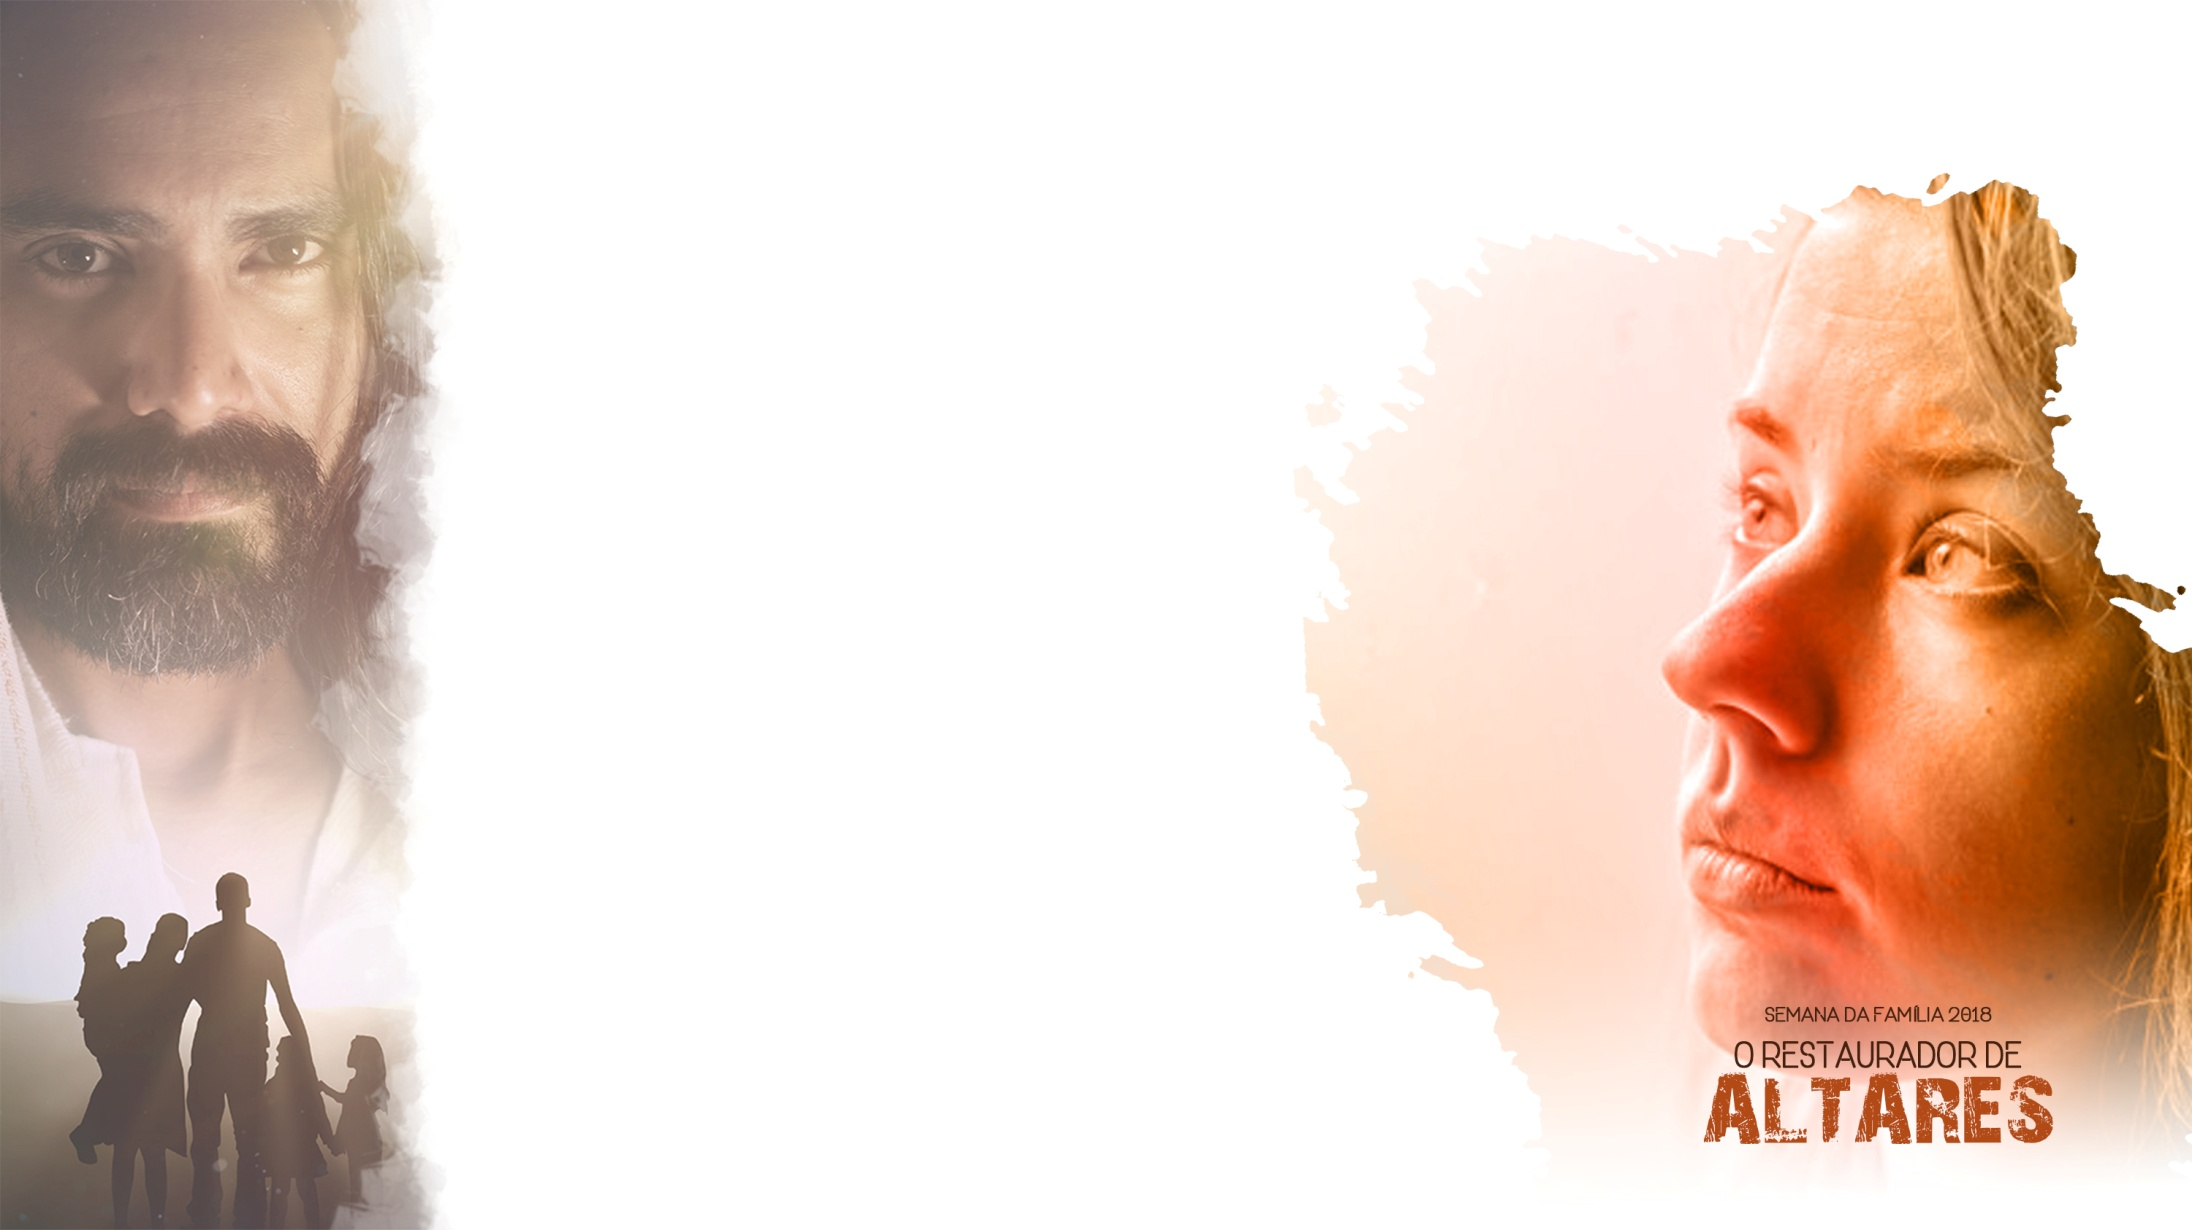 SEMANA DA FAMÍLIA 2018
O RESTAURADOR DE
ALTARES